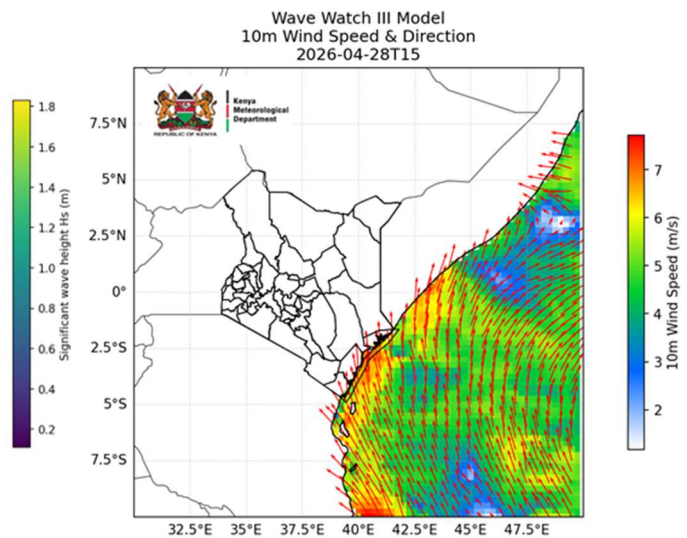 Wave Watch III Model
10m Wind Speed & Direction
2026-04-28T15
Kenya
Meteorological
Department
REPUBLIC OF KENYA
7.5°N
5°N
2.5°N
0°
2.5°S
5°S
7.5°S
32.5°E 35°E 37.5°E 40°E 42.5°E 45°E 47.5°E
1.8
1.6
1.4
1.2
1.0
0.8
0.6
0.4
0.2
Significant wave height Hs (m)
7
6
5
4
3
2
10m Wind Speed (m/s)